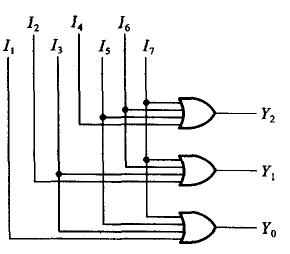 I₂ I₄ I₆
I₁ I₃ I₅ I₇
Y₂
Y₁
Y₀